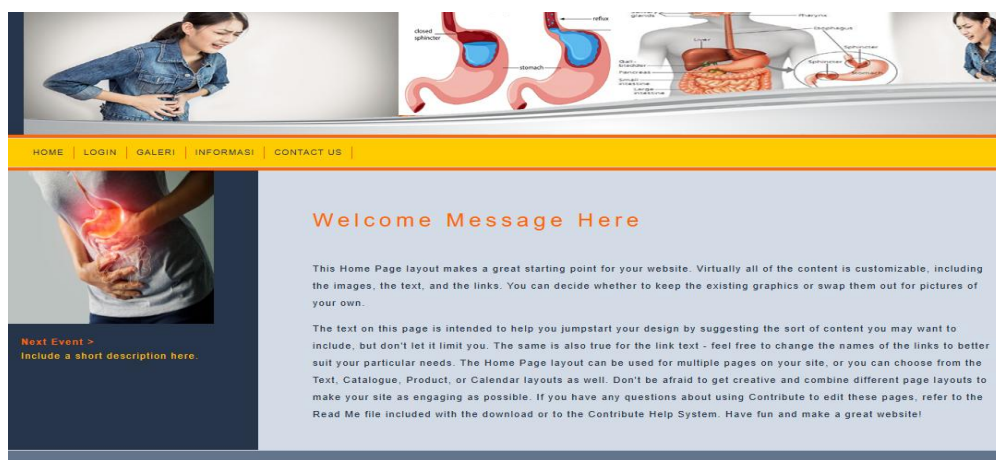 reflux
closed
sphincter
stomach
Liver
Pharynx
Esophagus
Sphincter
Gall-
bladder
Pancreas
Small
intestine
Large
intestine
Sphincter
Stomach
HOME | LOGIN | GALERI | INFORMASI | CONTACT US |
Welcome Message Here
This Home Page layout makes a great starting point for your website. Virtually all of the content is customizable, including
the images, the text, and the links. You can decide whether to keep the existing graphics or swap them out for pictures of
your own.
The text on this page is intended to help you jumpstart your design by suggesting the sort of content you may want to
include, but don't let it limit you. The same is also true for the link text - feel free to change the names of the links to better
suit your particular needs. The Home Page layout can be used for multiple pages on your site, or you can choose from the
Text, Catalogue, Product, or Calendar layouts as well. Don't be afraid to get creative and combine different page layouts to
make your site as engaging as possible. If you have any questions about using Contribute to edit these pages, refer to the
Read Me file included with the download or to the Contribute Help System. Have fun and make a great website!
Next Event >
Include a short description here.